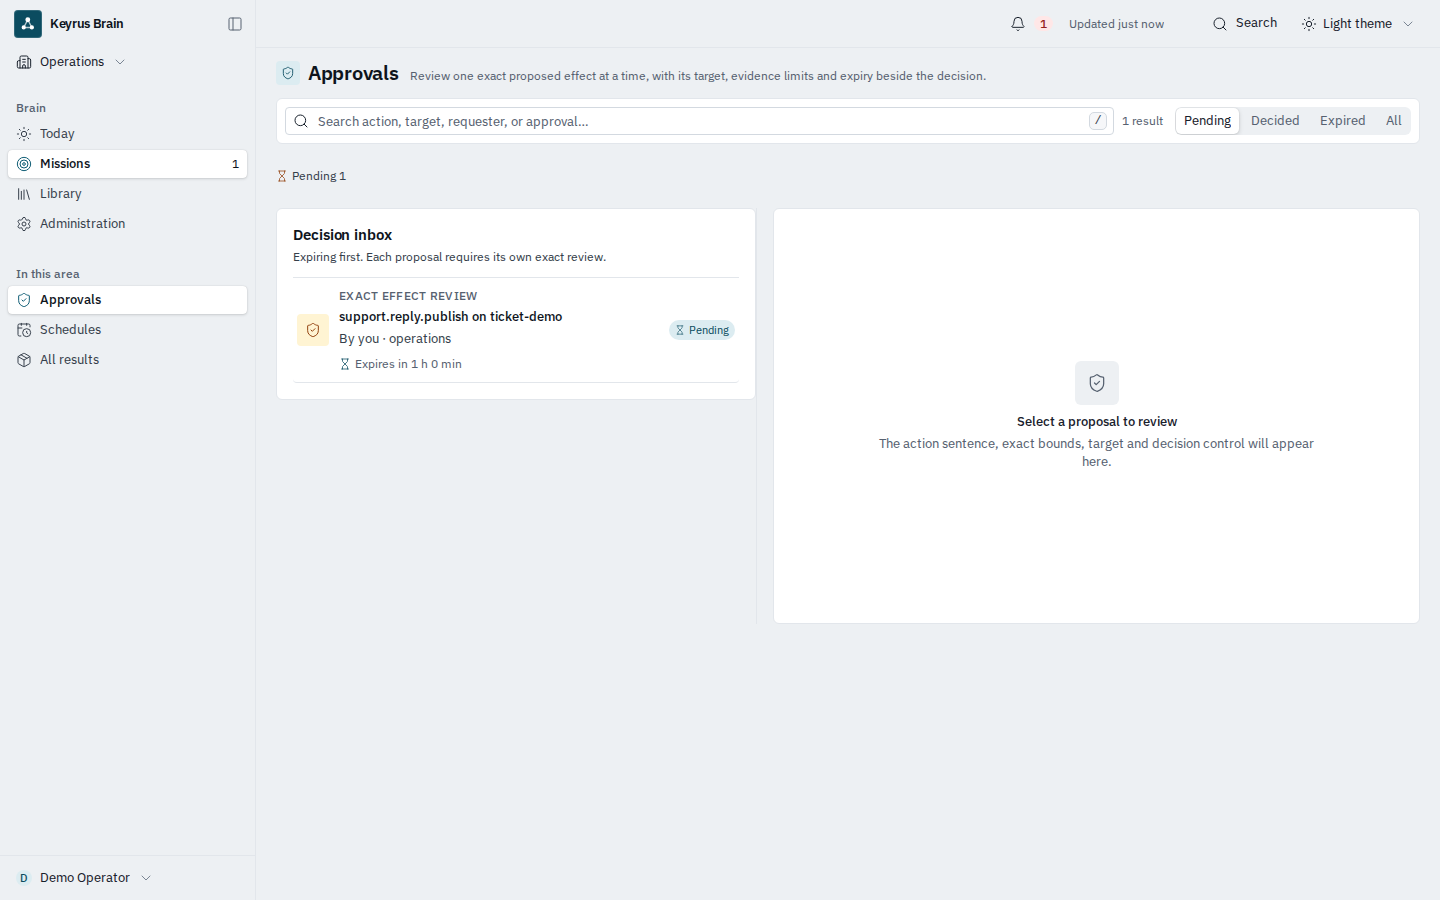 Keyrus Brain
Operations
Brain
Today
Missions 1
Library
Administration
In this area
Approvals
Schedules
All results
Demo Operator
D
1
Updated just now
Search
Light theme
Approvals
Review one exact proposed effect at a time, with its target, evidence limits and expiry beside the decision.
Search action, target, requester, or approval...
/
1 result
Pending
Decided
Expired
All
Pending 1
Decision inbox
Expiring first. Each proposal requires its own exact review.
EXACT EFFECT REVIEW
support.reply.publish on ticket-demo
By you · operations
Expires in 1 h 0 min
Pending
Select a proposal to review
The action sentence, exact bounds, target and decision control will appear
here.